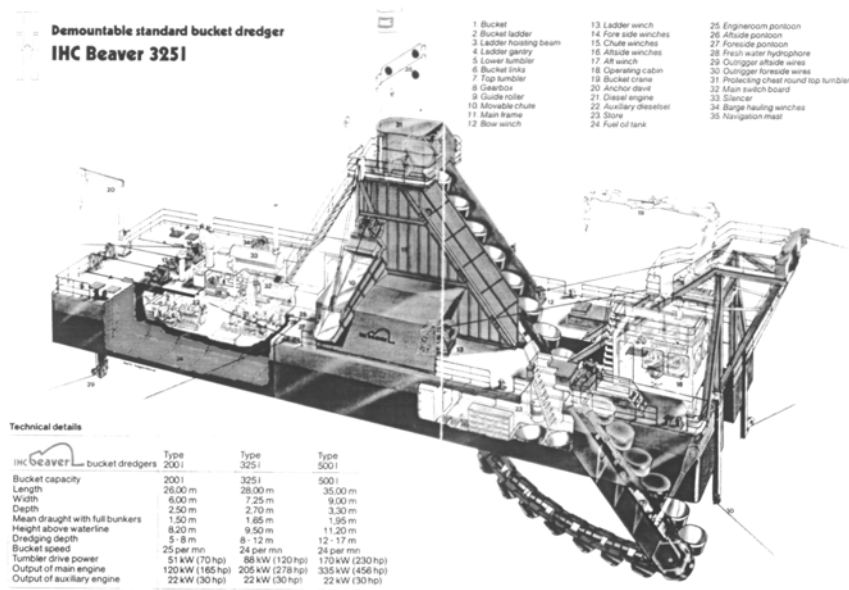 Demountable standard bucket dredger
IHC Beaver 325 l
1 Bucket
2 Bucket ladder
3 Ladder hoisting beam
4 Ladder gantry
5 Lower tumbler
6 Bucket links
7 Top tumbler
8 Gearbox
9 Guide roller
10 Movable chute
11 Main frame
12 Bow winch
13 Ladder winch
14 Fore side winches
15 Chute winches
16 Aftside winches
17 Aft winch
18 Operating cabin
19 Bucket crane
20 Anchor davit
21 Diesel engine
22 Auxiliary dieselset
23 Store
24 Fuel oil tank
25 Engineroom pontoon
26 Aftside pontoon
27 Foreside pontoon
28 Fresh water hydrophore
29 Outrigger aftside wires
30 Outrigger foreside wires
31 Protecting chest round top tumbler
32 Main switch board
33 Silencer
34 Barge hauling winches
35 Navigation mast
Technical details
IHC Beaver bucket dredgers Type 200 l Type 325 l Type 500 l
Bucket capacity 200 l 325 l 500 l
Length 26,00 m 28,00 m 35,00 m
Width 6,00 m 7,25 m 9,00 m
Depth 2,50 m 2,70 m 3,30 m
Mean draught with full bunkers 1,50 m 1.65 m 1,95 m
Height above waterline 8,20 m 9,50 m 11,20 m
Dredging depth 5 - 8 m 8 - 12 m 12 - 17 m
Bucket speed 25 per mn 24 per mn 24 per mn
Tumbler drive power 51 kW (70 hp) 88 kW (120 hp) 170 kW (230 hp)
Output of main engine 120 kW (165 hp) 205 kW (278 hp) 335 kW (456 hp)
Output of auxiliary engine 22 kW (30 hp) 22 kW (30 hp) 22 kW (30 hp)